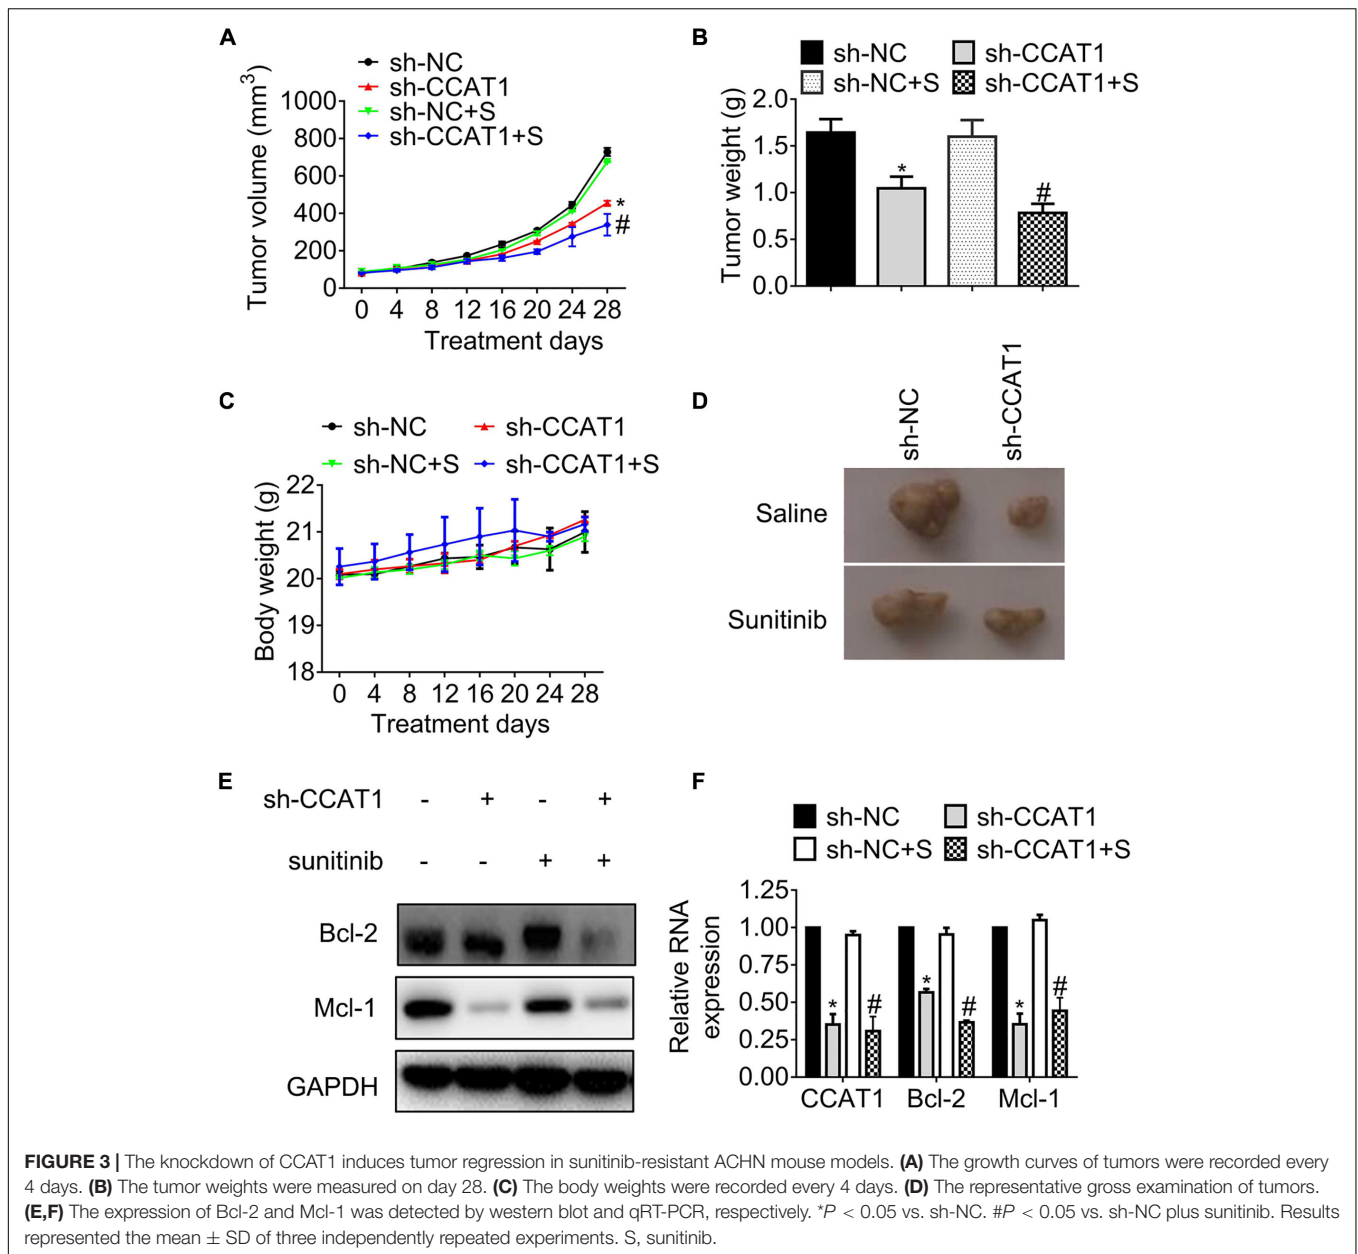 A
sh-NC
sh-CCAT1
sh-NC+S
sh-CCAT1+S
Tumor volume (mm³)
1000
800
600
400
200
0
*
#
0 4 8 12 16 20 24 28
Treatment days
B
sh-NC sh-CCAT1
sh-NC+S sh-CCAT1+S
Tumor weight (g)
2.0
1.5
1.0
0.5
0.0
*
#
C
sh-NC sh-CCAT1
sh-NC+S sh-CCAT1+S
Body weight (g)
22
21
20
19
18
0 4 8 12 16 20 24 28
Treatment days
D
sh-NC
sh-CCAT1
Saline
Sunitinib
E
sh-CCAT1 - + - +
sunitinib - - + +
Bcl-2
Mcl-1
GAPDH
F
sh-NC sh-CCAT1
sh-NC+S sh-CCAT1+S
Relative RNA
expression
1.25
1.00
0.75
0.50
0.25
0.00
* # * # * #
CCAT1 Bcl-2 Mcl-1
FIGURE 3 | The knockdown of CCAT1 induces tumor regression in sunitinib-resistant ACHN mouse models. (A) The growth curves of tumors were recorded every
4 days. (B) The tumor weights were measured on day 28. (C) The body weights were recorded every 4 days. (D) The representative gross examination of tumors.
(E,F) The expression of Bcl-2 and Mcl-1 was detected by western blot and qRT-PCR, respectively. *P < 0.05 vs. sh-NC. #P < 0.05 vs. sh-NC plus sunitinib. Results
represented the mean ± SD of three independently repeated experiments. S, sunitinib.